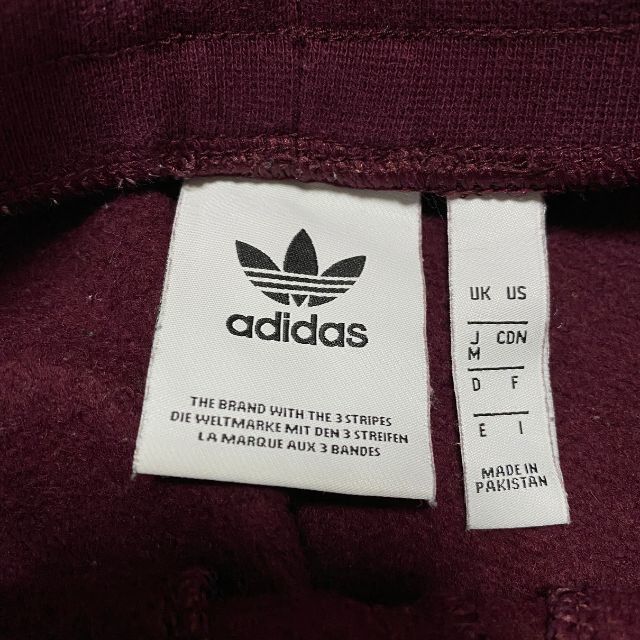 adidas
THE BRAND WITH THE 3 STRIPES
DIE WELTMARKE MIT DEN 3 STREIFEN
LA MARQUE AUX 3 BANDES
UK US
J CDN
M
D F
E I
MADE IN
PAKISTAN